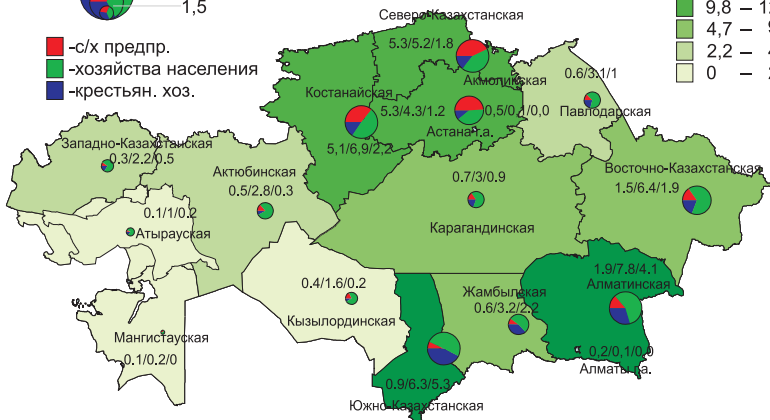 1,5
-с/х предпр.
-хозяйства населения
-крестьян. хоз.
9,8 –
4,7 –
2,2 –
0 –
Северо-Казахстанская
5.3/5.2/1.8
Акмолинская
0.6/3.1/1
Павлодарская
Костанайская
5.3/4.3/1.2
0,5/0,1/0,0
Астана г.а.
5,1/6,9/2,2
Западно-Казахстанская
0.3/2.2/0.5
Актюбинская
0.5/2.8/0.3
0.7/3/0.9
Карагандинская
Восточно-Казахстанская
1.5/6.4/1.9
0.1/1/0.2
Атырауская
0.4/1.6/0.2
Кызылординская
Жамбылская
0.6/3.2/2.2
1.9/7.8/4.1
Алматинская
Мангистауская
0.1/0.2/0
0,2/0,1/0,0
Алматы г.а.
0.9/6.3/5.3
Южно-Казахстанская